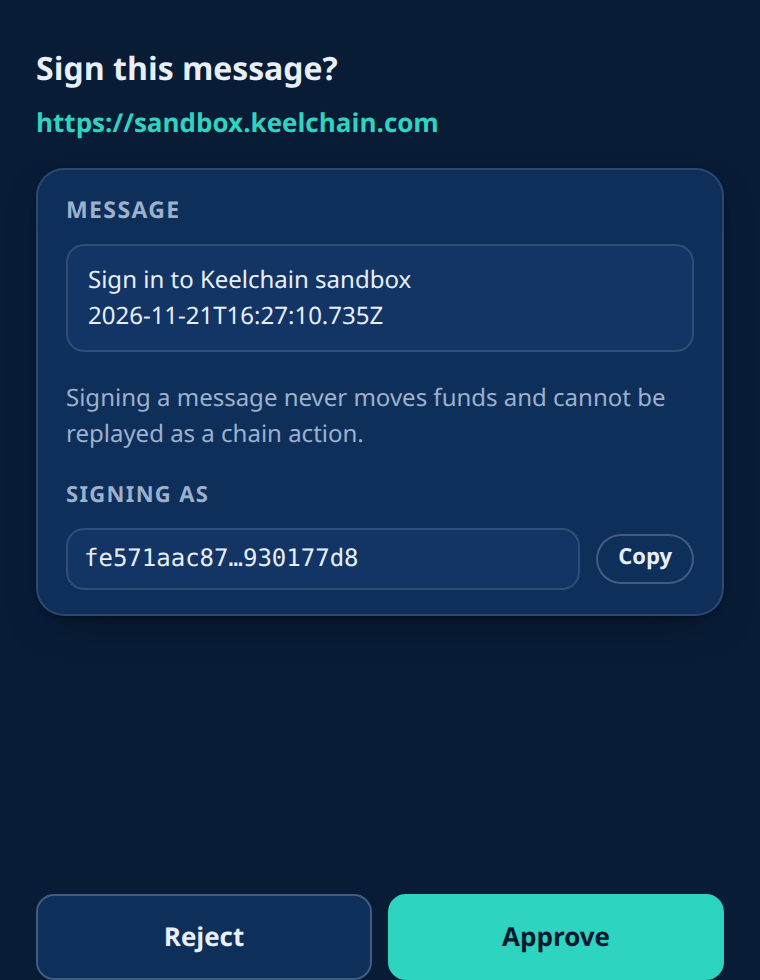 Sign this message?
https://sandbox.keelchain.com
MESSAGE
Sign in to Keelchain sandbox
2026-11-21T16:27:10.735Z
Signing a message never moves funds and cannot be
replayed as a chain action.
SIGNING AS
fe571aac87…930177d8
Copy
Reject
Approve